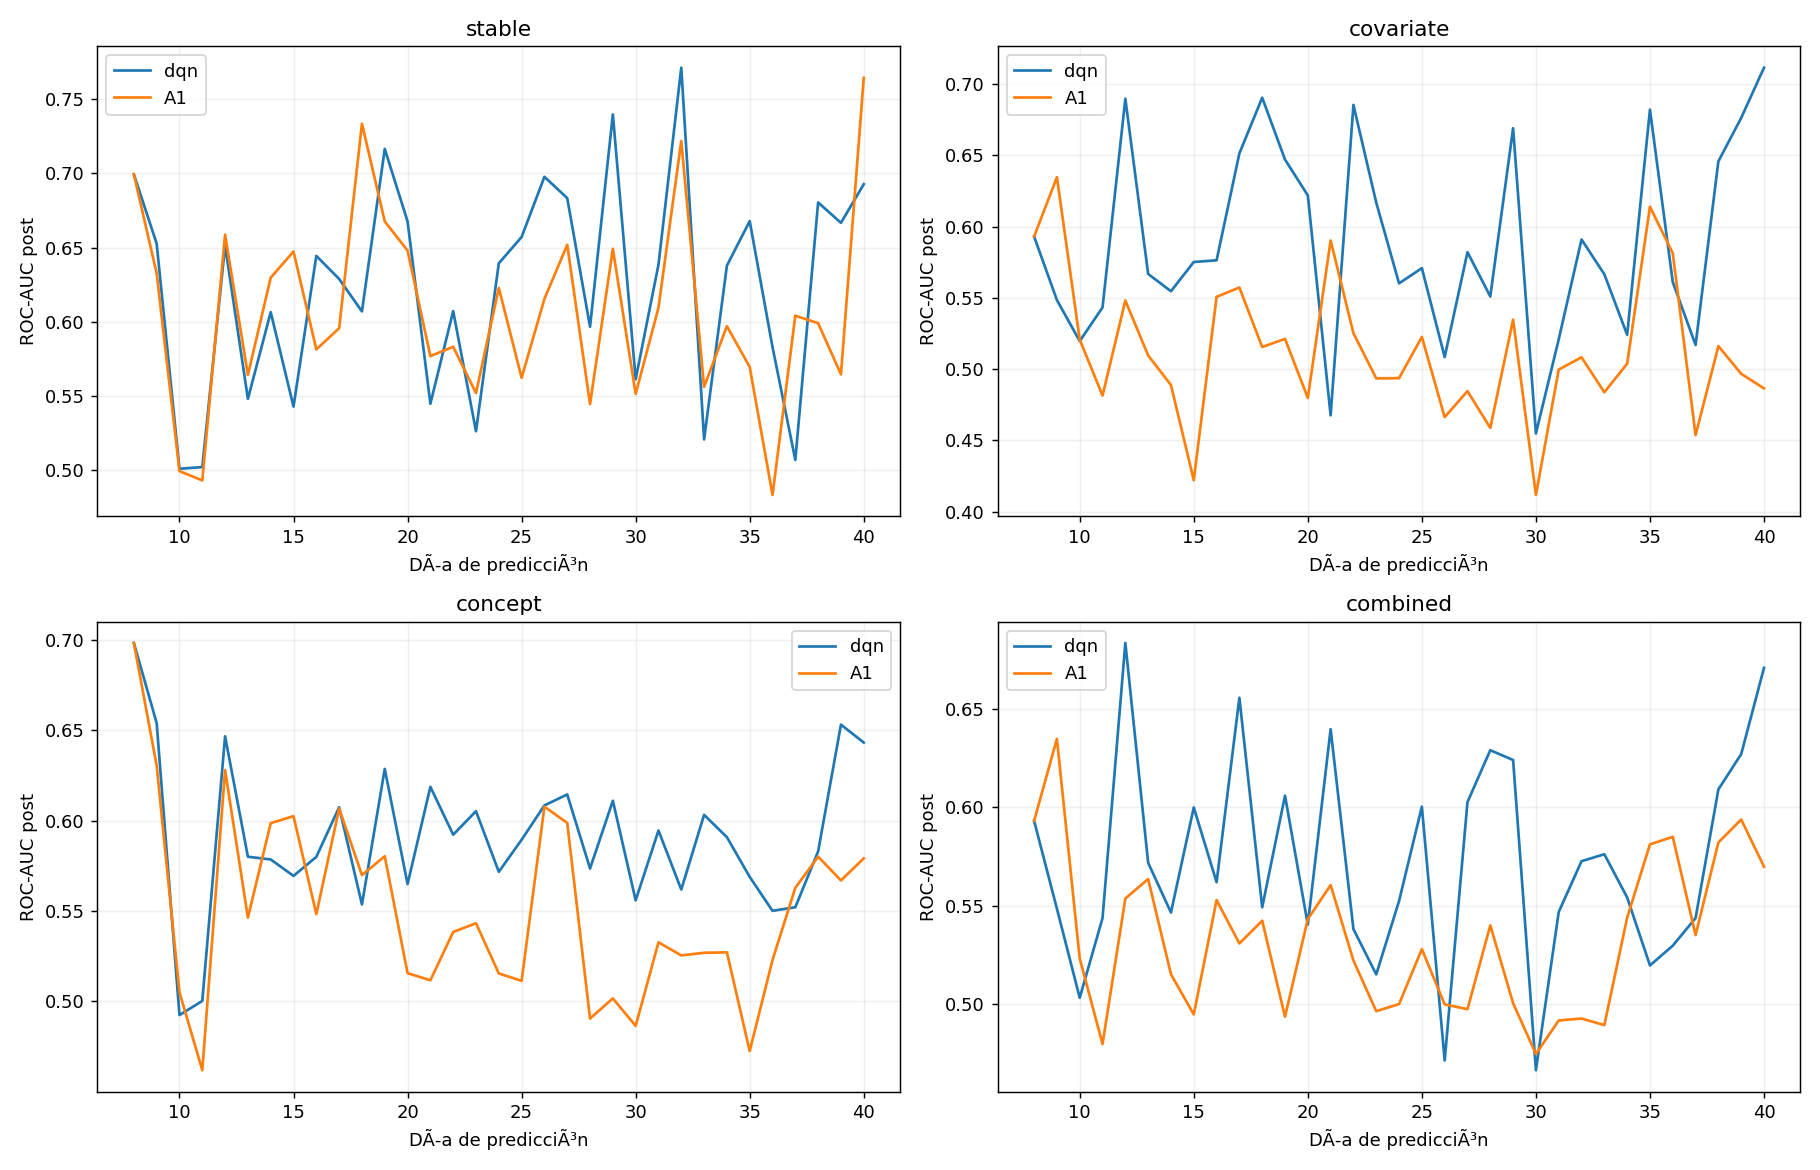 stable
dqn
A1
0.75
0.70
0.65
0.60
0.55
0.50
ROC-AUC post
10 15 20 25 30 35 40
DÃ-a de predicciÃ³n
covariate
dqn
A1
0.70
0.65
0.60
0.55
0.50
0.45
0.40
ROC-AUC post
10 15 20 25 30 35 40
DÃ-a de predicciÃ³n
concept
dqn
A1
0.70
0.65
0.60
0.55
0.50
ROC-AUC post
10 15 20 25 30 35 40
DÃ-a de predicciÃ³n
combined
dqn
A1
0.65
0.60
0.55
0.50
ROC-AUC post
10 15 20 25 30 35 40
DÃ-a de predicciÃ³n